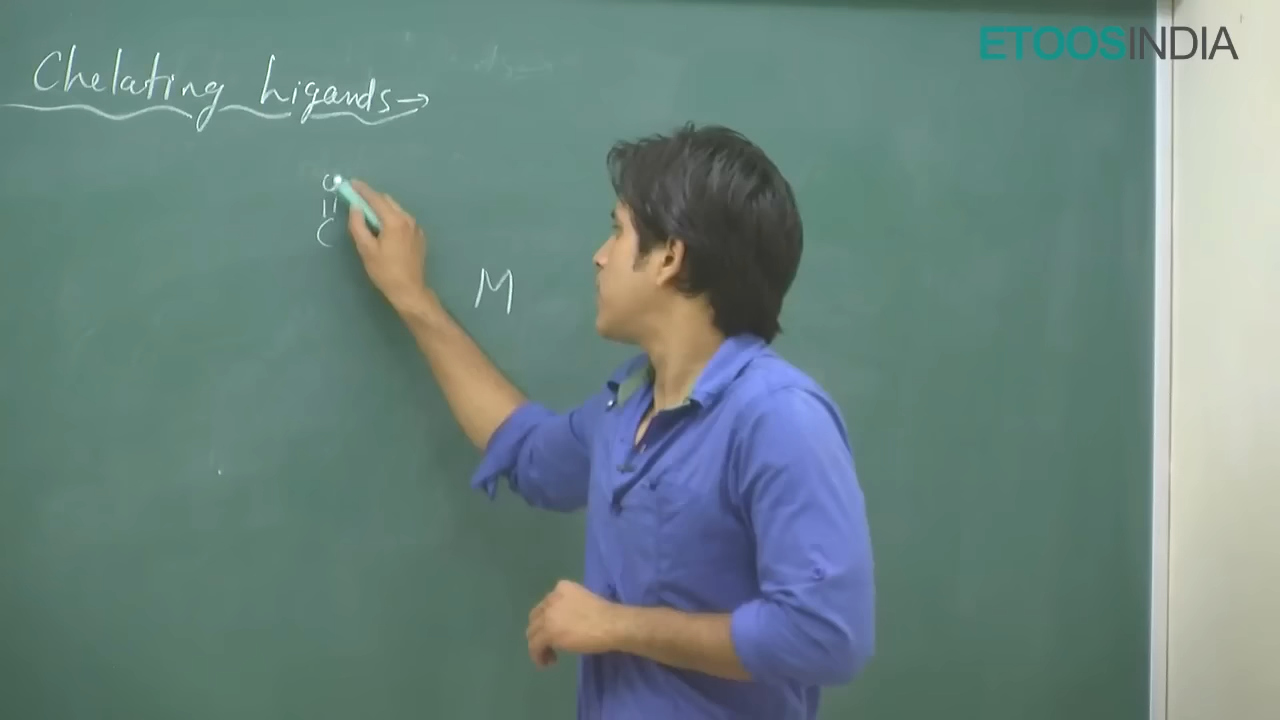 ETOOSINDIA
Chelating Ligands→
O
||
C
M